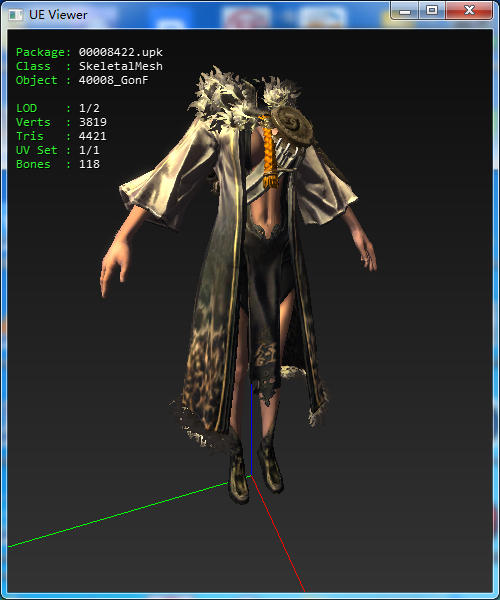 UE Viewer
Package: 00008422.upk
Class : SkeletalMesh
Object : 40008_GonF
LOD : 1/2
Verts : 3819
Tris : 4421
UV Set : 1/1
Bones : 118